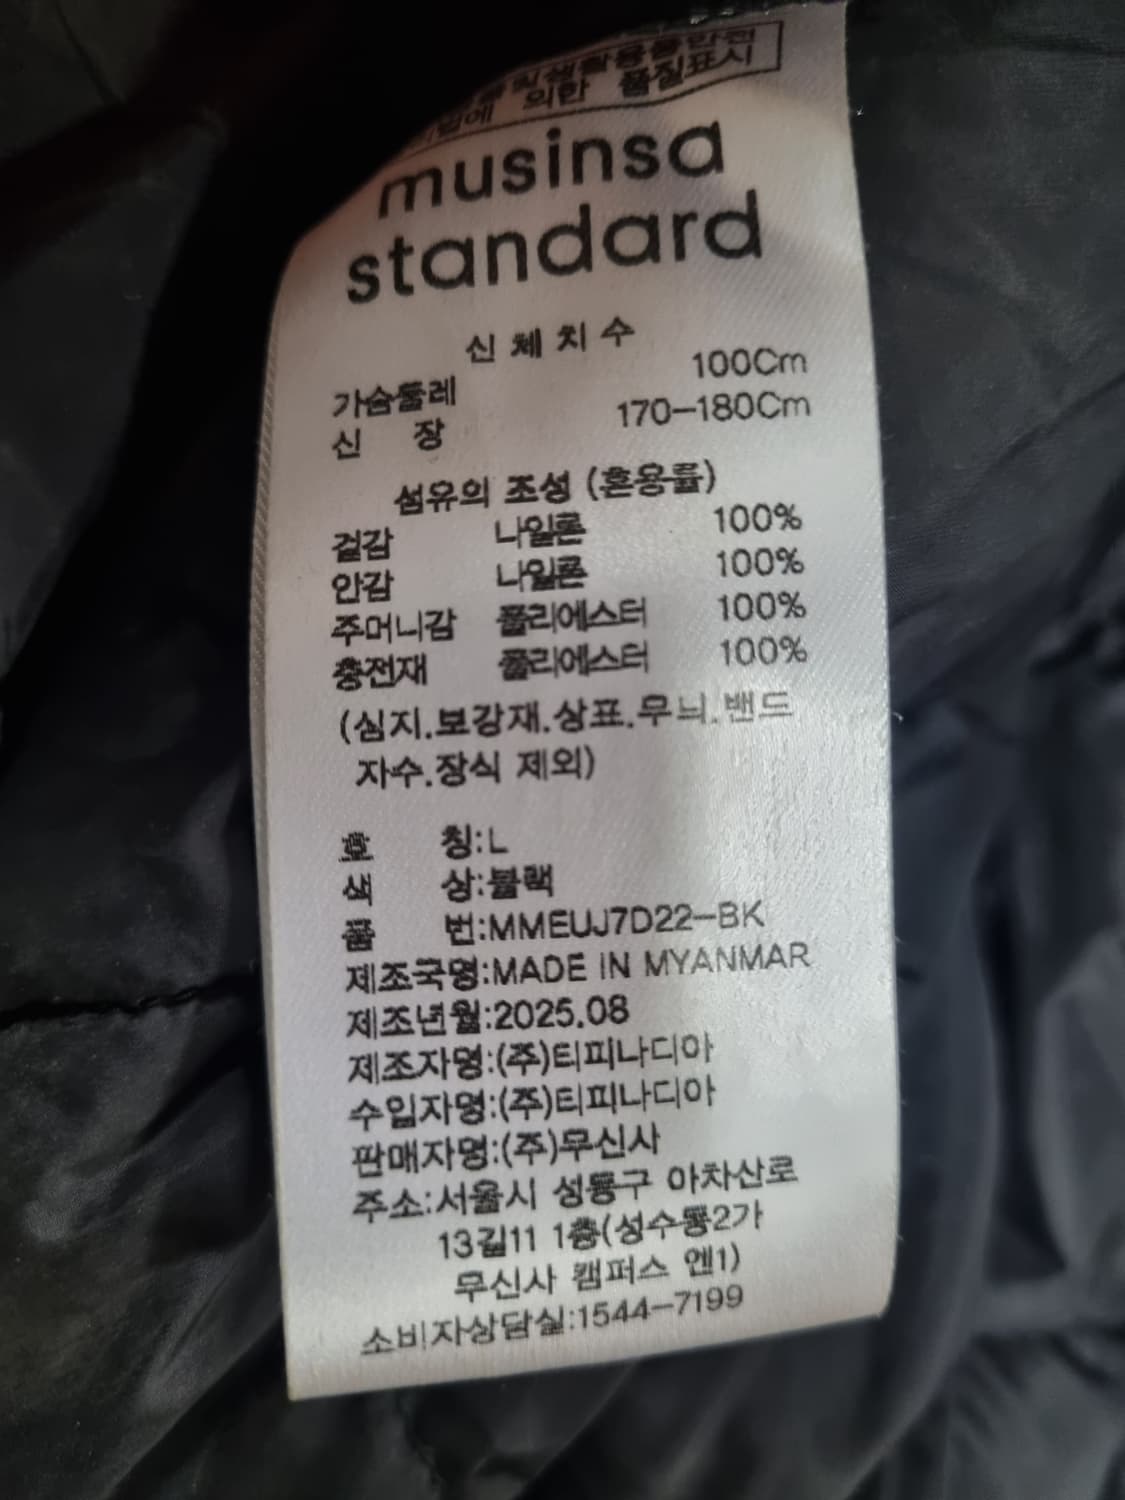 의한 품질표시
musinsa
standard
신체치수
가슴둘레 100Cm
신 장 170-180Cm
섬유의 조성 (혼용률)
겉감 나일론 100%
안감 나일론 100%
주머니감 폴리에스터 100%
충전재 폴리에스터 100%
(심지.보강재.상표.무늬.밴드
자수.장식 제외)
호 칭:L
색 상:블랙
품 번:MMEUJ7D22-BK
제조국명:MADE IN MYANMAR
제조년월:2025.08
제조자명:(주)티피나디아
수입자명:(주)티피나디아
판매자명:(주)무신사
주소:서울시 성동구 아차산로
13길11 1층(성수동2가
무신사 캠퍼스 엔1)
소비자상담실:1544-7199